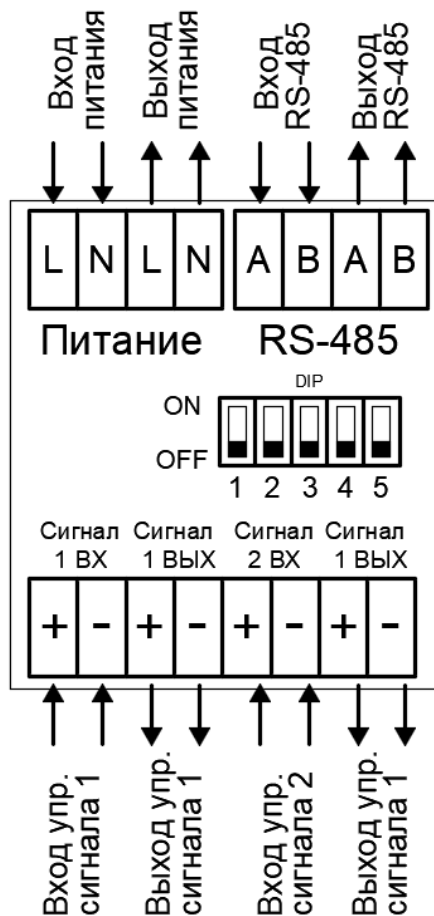 Вход
питания
Выход
питания
Вход
RS-485
Выход
RS-485
L N L N A B A B
Питание RS-485
DIP
ON
OFF
1 2 3 4 5
Сигнал
1 ВХ
Сигнал
1 ВЫХ
Сигнал
2 ВХ
Сигнал
1 ВЫХ
+ - + - + - + -
Вход упр.
сигнала 1
Выход упр.
сигнала 1
Вход упр.
сигнала 2
Выход упр.
сигнала 1